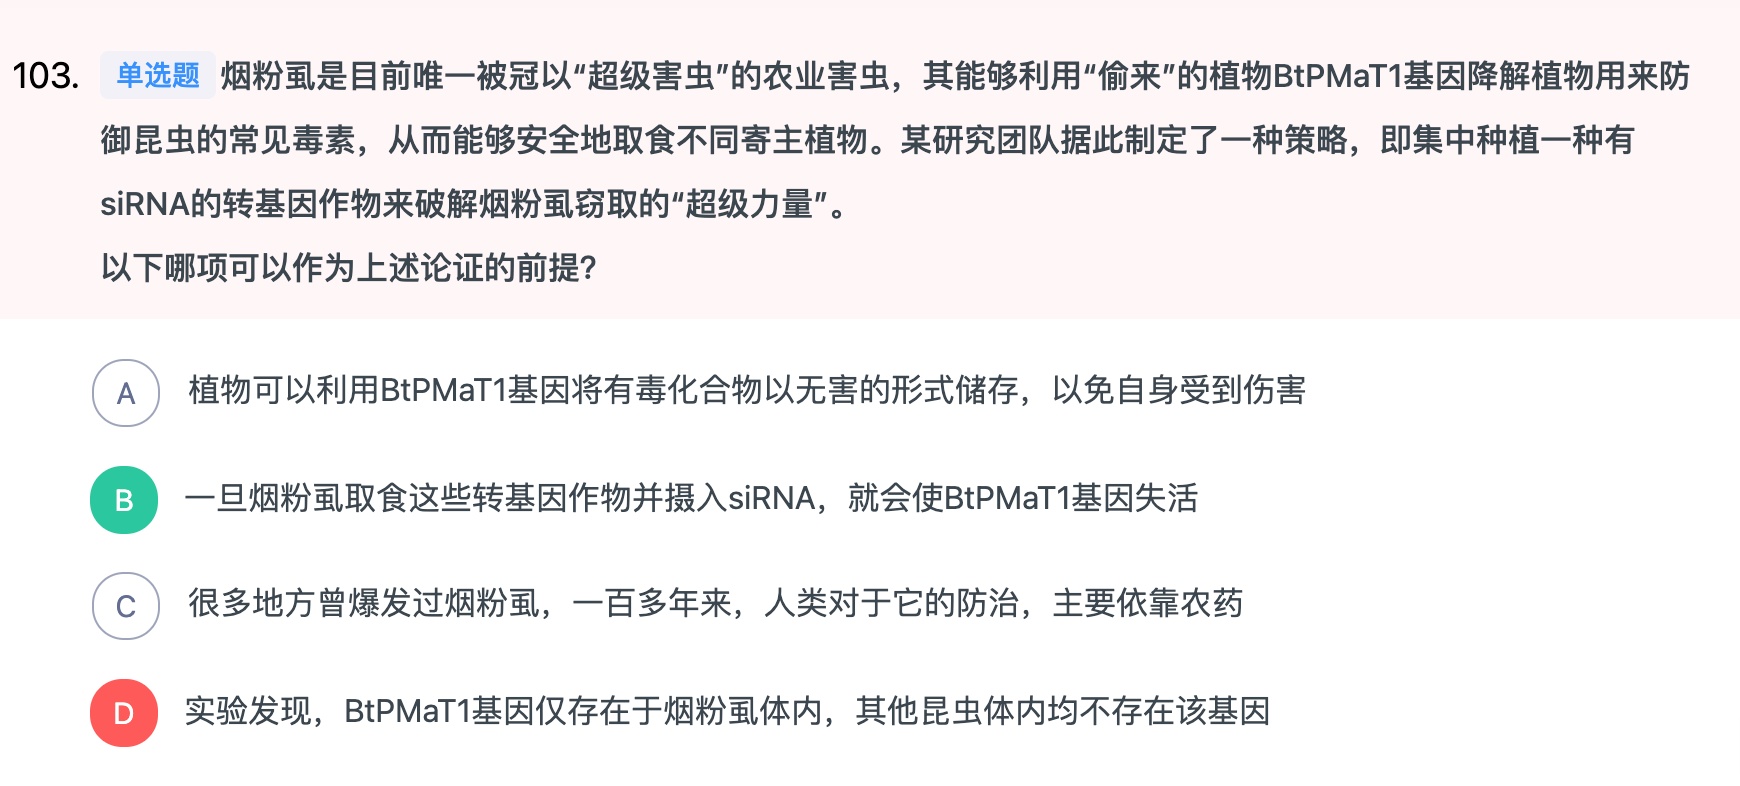 103. 单选题 烟粉虱是目前唯一被冠以“超级害虫”的农业害虫，其能够利用“偷来”的植物BtPMaT1基因降解植物用来防
御昆虫的常见毒素，从而能够安全地取食不同寄主植物。某研究团队据此制定了一种策略，即集中种植一种有
siRNA的转基因作物来破解烟粉虱窃取的“超级力量”。
以下哪项可以作为上述论证的前提?
A 植物可以利用BtPMaT1基因将有毒化合物以无害的形式储存，以免自身受到伤害
B 一旦烟粉虱取食这些转基因作物并摄入siRNA，就会使BtPMaT1基因失活
C 很多地方曾爆发过烟粉虱，一百多年来，人类对于它的防治，主要依靠农药
D 实验发现，BtPMaT1基因仅存在于烟粉虱体内，其他昆虫体内均不存在该基因